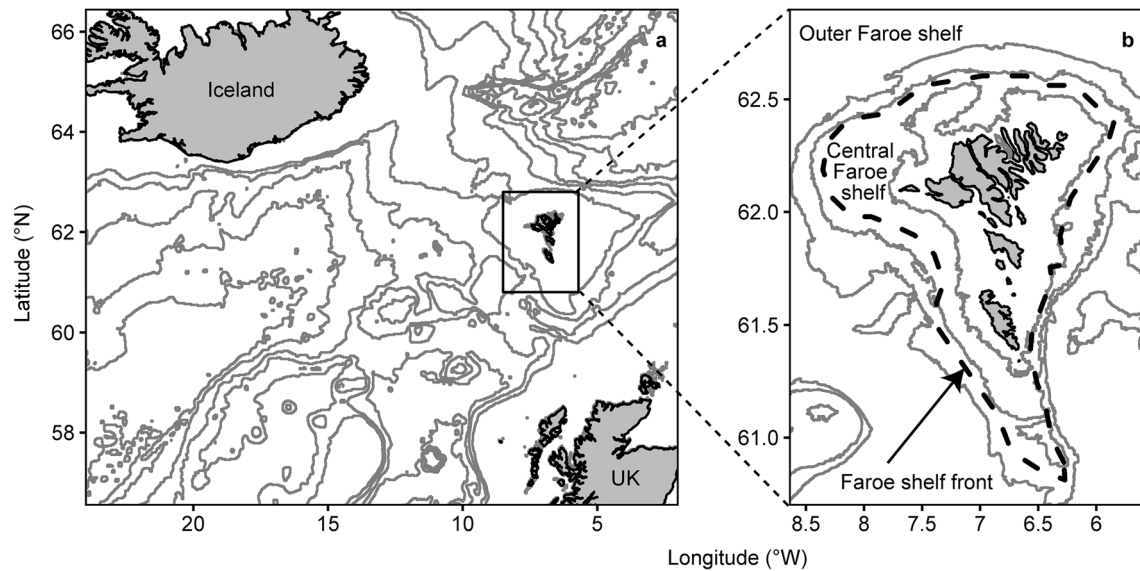 a
Iceland
UK
66
64
62
60
58
Latitude (°N)
20
15
10
5
Outer Faroe shelf
b
Central
Faroe
shelf
Faroe shelf front
62.5
62.0
61.5
61.0
8.5
8
7.5
7
6.5
6
Longitude (°W)